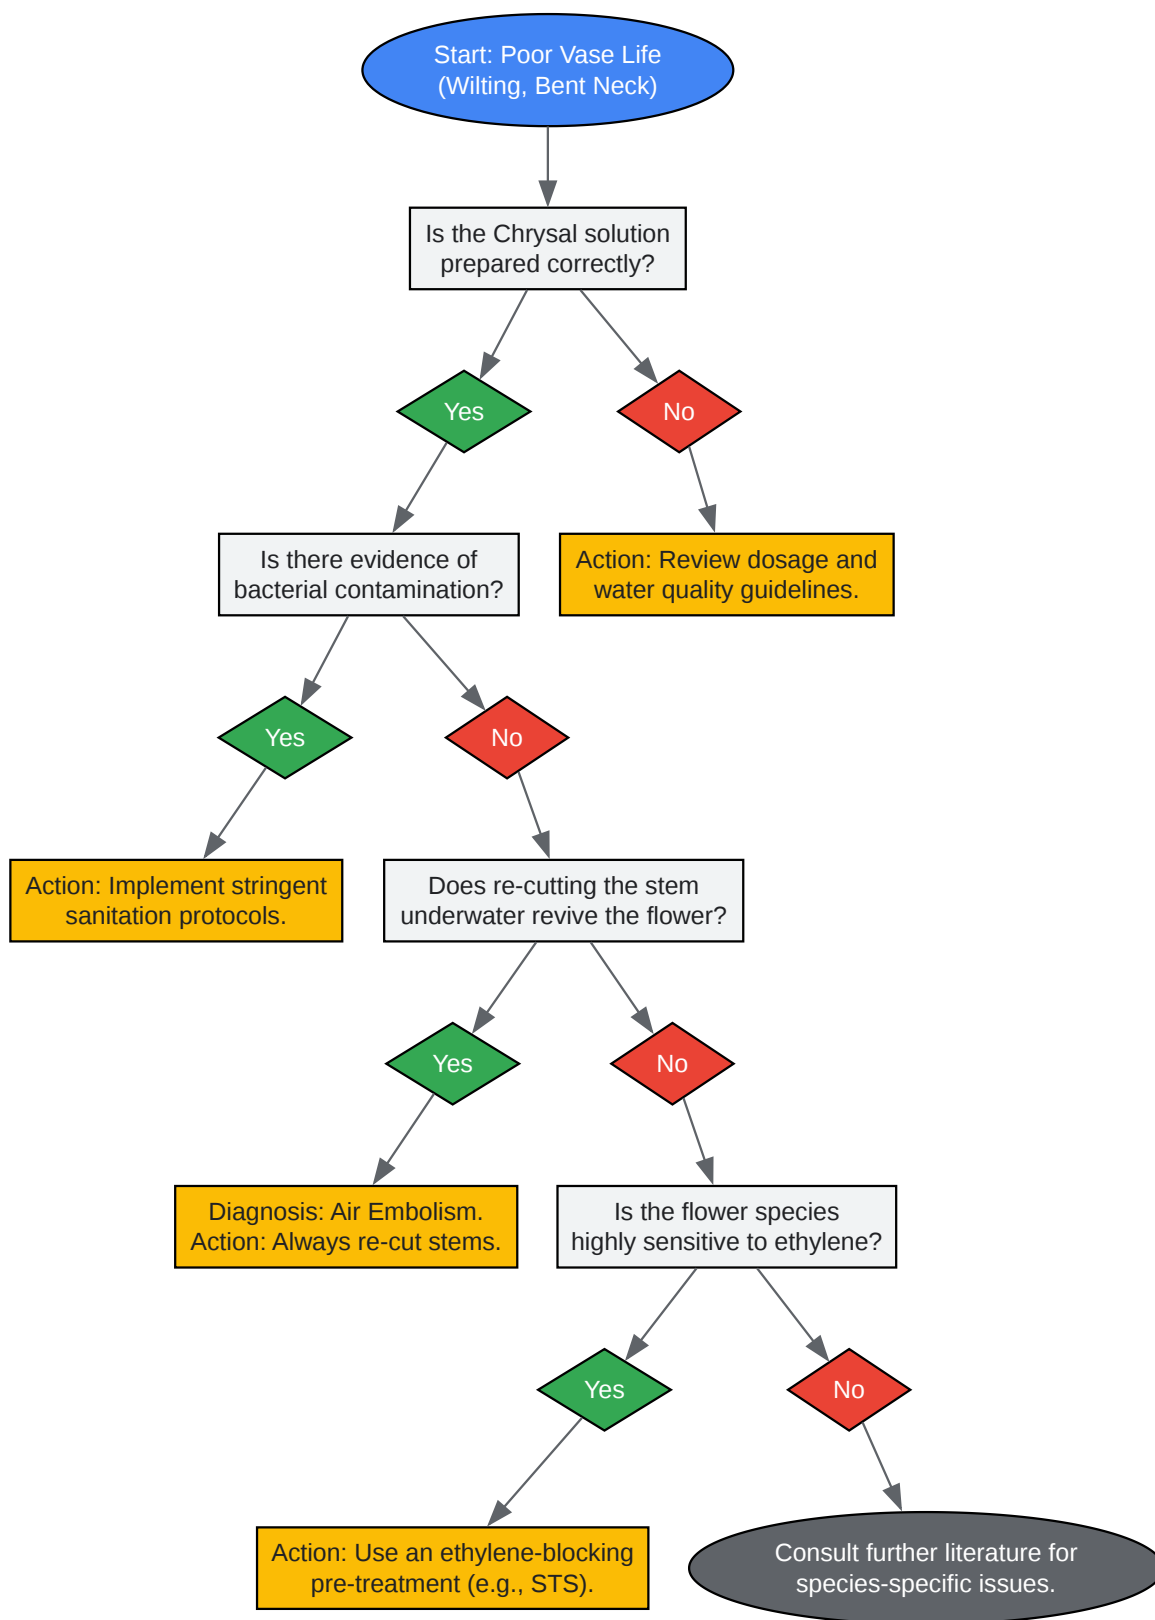 Start: Poor Vase Life
(Wilting, Bent Neck)
Is the Chrysal solution
prepared correctly?
Yes
No
Is there evidence of
bacterial contamination?
Action: Review dosage and
water quality guidelines.
Yes
No
Action: Implement stringent
sanitation protocols.
Does re-cutting the stem
underwater revive the flower?
Yes
No
Diagnosis: Air Embolism.
Action: Always re-cut stems.
Is the flower species
highly sensitive to ethylene?
Yes
No
Action: Use an ethylene-blocking
pre-treatment (e.g., STS).
Consult further literature for
species-specific issues.